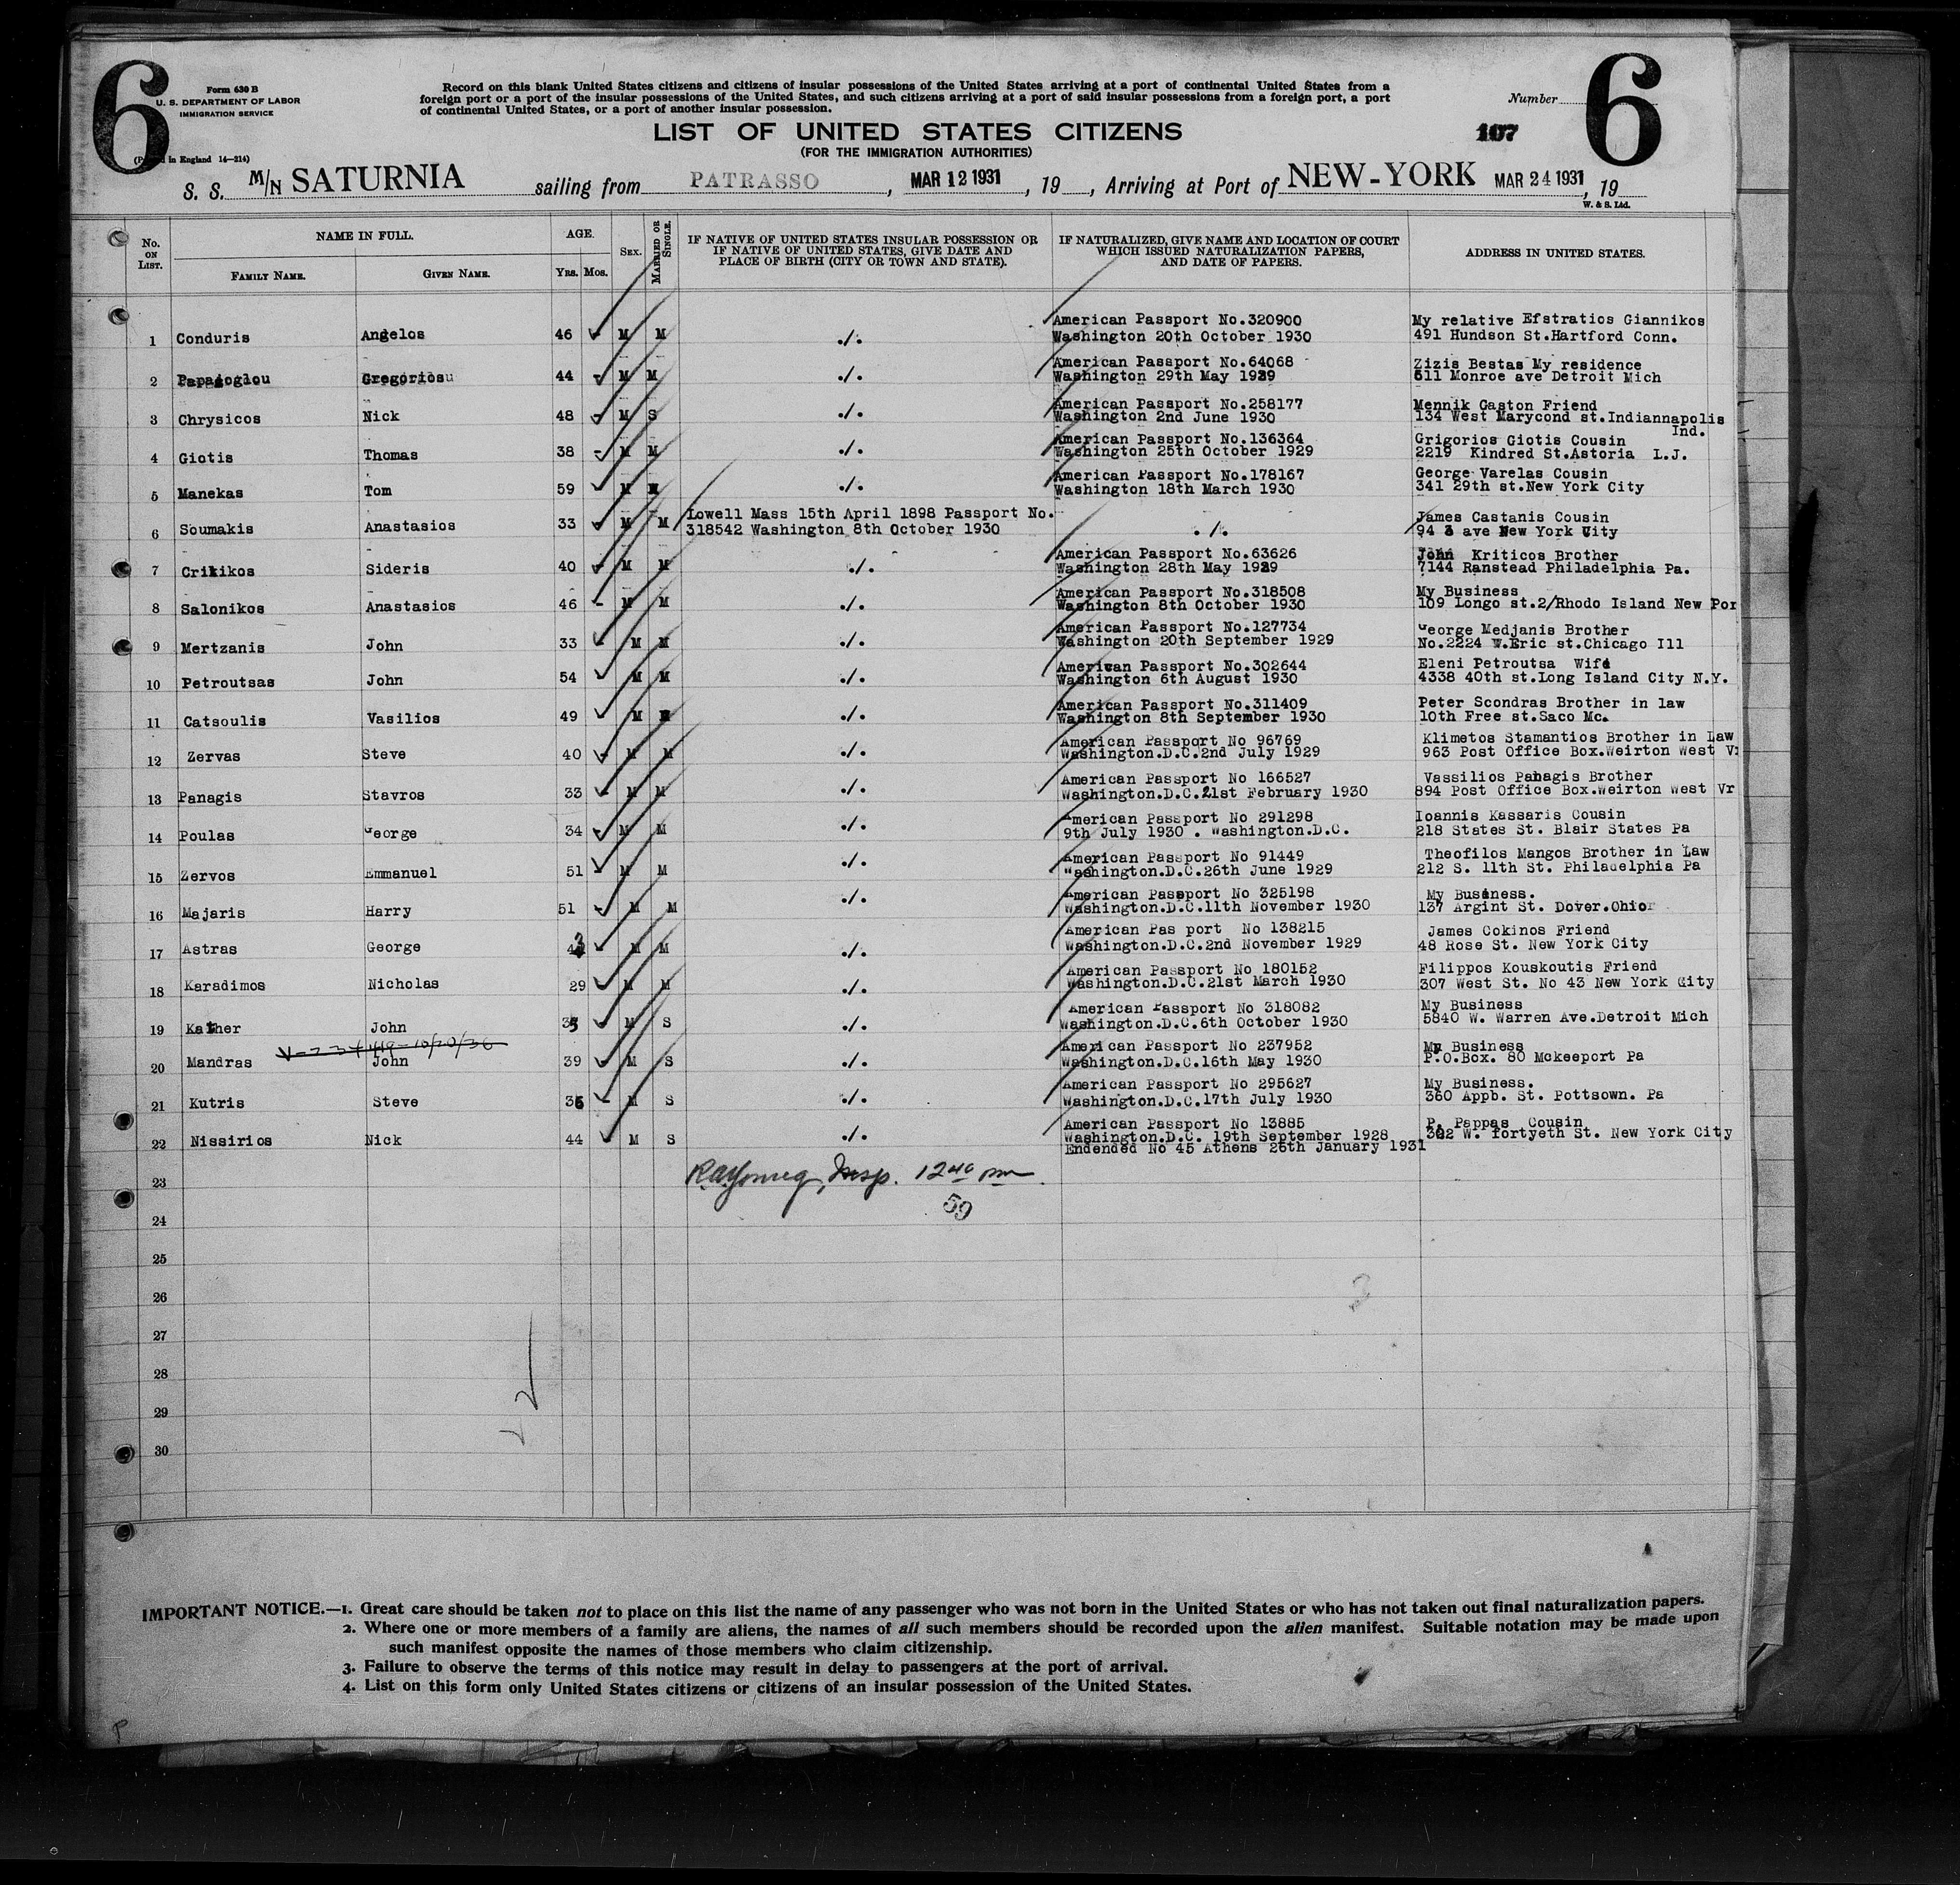 6
Form 630 B
U. S. DEPARTMENT OF LABOR
IMMIGRATION SERVICE
in England 14—214)
Record on this blank United States citizens and citizens of insular possessions of the United States arriving at a port of continental United States from a
foreign port or a port of the insular possessions of the United States, and such citizens arriving at a port of said insular possessions from a foreign port, a port
of continental United States, or a port of another insular possession.
Number
6
LIST OF UNITED STATES CITIZENS
107
(FOR THE IMMIGRATION AUTHORITIES)
S. S. M/N SATURNIA sailing from PATRASSO, MAR 12 1931, 19 , Arriving at Port of NEW-YORK MAR 24 1931, 19
W. & S. Ltd.
No. ON LIST. NAME IN FULL. FAMILY NAME. GIVEN NAME. AGE. YRS. MOS. SEX. MARRIED OR SINGLE.
IF NATIVE OF UNITED STATES INSULAR POSSESSION OR
IF NATIVE OF UNITED STATES, GIVE DATE AND
PLACE OF BIRTH (CITY OR TOWN AND STATE).
IF NATURALIZED, GIVE NAME AND LOCATION OF COURT
WHICH ISSUED NATURALIZATION PAPERS,
AND DATE OF PAPERS.
ADDRESS IN UNITED STATES.
American Passport No.320900 My relative Efstratios Giannikos
1 Conduris Angelos 46 M M ./. Washington 20th October 1930 491 Hundson St.Hartford Conn.
American Passport No.64068 Zizis Bestas My residence
2 Papagoglou Gregoriosu 44 - M M ./. Washington 29th May 1929 511 Monroe ave Detroit Mich
American Passport No.258177 Mennik Gaston Friend
3 Chrysicos Nick 48 - M S ./. Washington 2nd June 1930 134 West Marycond st.Indiannapolis
Ind.
American Passport No.136364 Grigorios Giotis Cousin
4 Giotis Thomas 38 - M M ./. Washington 25th October 1929 2219 Kindred St.Astoria L.J.
American Passport No.178167 George Varelas Cousin
5 Manekas Tom 59 M ./. Washington 18th March 1930 341 29th st.New York City
Lowell Mass 15th April 1898 Passport No. James Castanis Cousin
6 Soumakis Anastasios 33 - M M 318542 Washington 8th October 1930 ./. 94 3 ave New York City
American Passport No.63626 John Kriticos Brother
7 Critikos Sideris 40 - M M ./. Washington 28th May 1929 7144 Ranstead Philadelphia Pa.
American Passport No.318508 My Business
8 Salonikos Anastasios 46 - M M ./. Washington 8th October 1930 109 Longo st.2/Rhodo Island New Por
American Passport No.127734 George Medjanis Brother
9 Mertzanis John 33 - M M ./. Washington 20th September 1929 No.2224 W.Eric st.Chicago Ill
American Passport No.302644 Eleni Petroutsa Wife
10 Petroutsas John 54 M M ./. Washington 6th August 1930 4338 40th st.Long Island City N.Y.
American Passport No.311409 Peter Scondras Brother in law
11 Catsoulis Vasilios 49 M ./. Washington 8th September 1930 10th Free st.Saco Mc.
American Passport No 96769 Klimetos Stamantios Brother in Law
12 Zervas Steve 40 - M M ./. Washington.D.C.2nd July 1929 963 Post Office Box.Weirton West
American Passport No 166527 Vassilios Panagis Brother
13 Panagis Stavros 33 - M M ./. Washington.D.C.21st February 1930 894 Post Office Box.Weirton West Vr
American Passport No 291298 Ioannis Kassaris Cousin
14 Poulas George 34 - M M ./. 9th July 1930 . Washington.D.C. 218 States St. Blair States Pa
American Passport No 91449 Theofilos Mangos Brother in Law
15 Zervos Emmanuel 51 M M ./. Washington.D.C.26th June 1929 212 S. 11th St. Philadelphia Pa
American Passport No 325198 My Business.
16 Majaris Harry 51 - M M ./. Washington.D.C.11th November 1930 137 Argint St. Dover.Ohio
American Pas port No 138215 James Cokinos Friend
17 Astras George M M ./. Washington.D.C.2nd November 1929 48 Rose St. New York City
American Passport No 180152 Filippos Kouskoutis Friend
18 Karadimos Nicholas 29 M M ./. Washington.D.C.21st March 1930 307 West St. No 43 New York City
American Passport No 318082 My Business
19 Kather John 35 - M S ./. Washington.D.C.6th October 1930 5840 W. Warren Ave.Detroit Mich
Ameri an Passport No 237952 My Business
20 Mandras John 39 - M S ./. Washington.D.C.16th May 1930 P.O.Box. 80 Mckeeport Pa
American Passport No 295627 My Business.
21 Kutris Steve 36 - M S ./. Washington.D.C.17th July 1930 360 Appb. St. Pottsown. Pa
American Passport No 13885 P. Pappas Cousin
22 Nissirios Nick 44 M S ./. Washington.D.C. 19th September 1928 302 W. fortyeth St. New York City
Endended No 45 Athens 26th January 1931
23 Insp. 12 40 pm
59
24
25
26
27
28
29
30
IMPORTANT NOTICE.—1. Great care should be taken not to place on this list the name of any passenger who was not born in the United States or who has not taken out final naturalization papers.
2. Where one or more members of a family are aliens, the names of all such members should be recorded upon the alien manifest. Suitable notation may be made upon
such manifest opposite the names of those members who claim citizenship.
3. Failure to observe the terms of this notice may result in delay to passengers at the port of arrival.
4. List on this form only United States citizens or citizens of an insular possession of the United States.